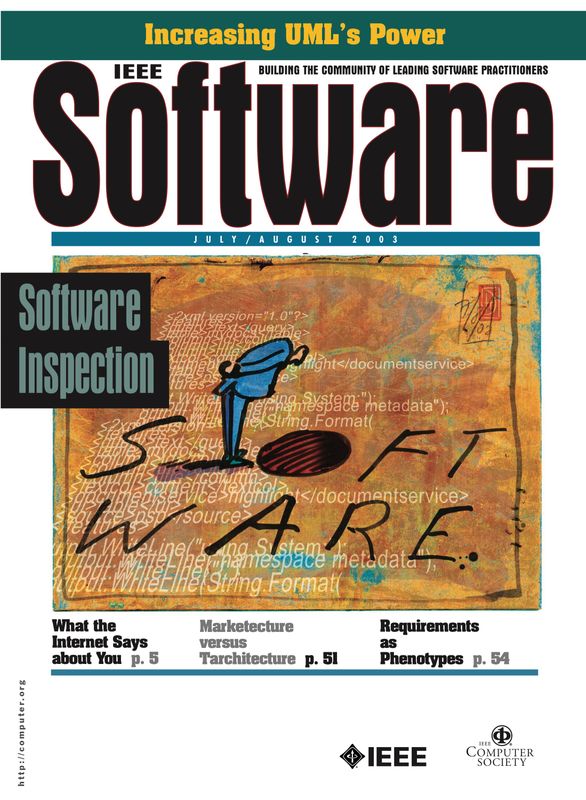 Increasing UML's Power
IEEE
BUILDING THE COMMUNITY OF LEADING SOFTWARE PRACTITIONERS
Software
JULY/AUGUST 2003
Software
Inspection
<?xml version="1.0"?>
highlight</documentservice>
namespace metadata");
String.Format(
SOFT
highlight</documentservice>
source>
WARE.
namespace metadata");
String.Format(
What the
Internet Says
about You p. 5
Marketecture
versus
Tarchitecture p. 51
Requirements
as
Phenotypes p. 54
http://computer.org
IEEE
IEEE
COMPUTER
SOCIETY